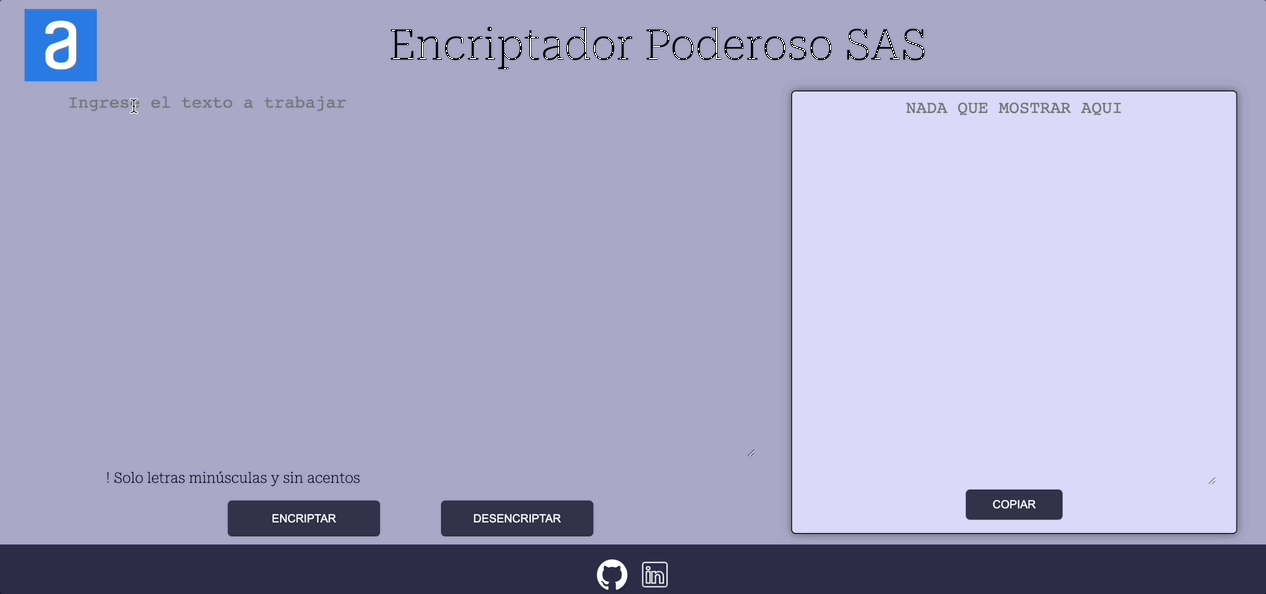 a
Encriptador Poderoso SAS
Ingrese el texto a trabajar
NADA QUE MOSTRAR AQUI
! Solo letras minúsculas y sin acentos
ENCRIPTAR
DESENCRIPTAR
COPIAR
in